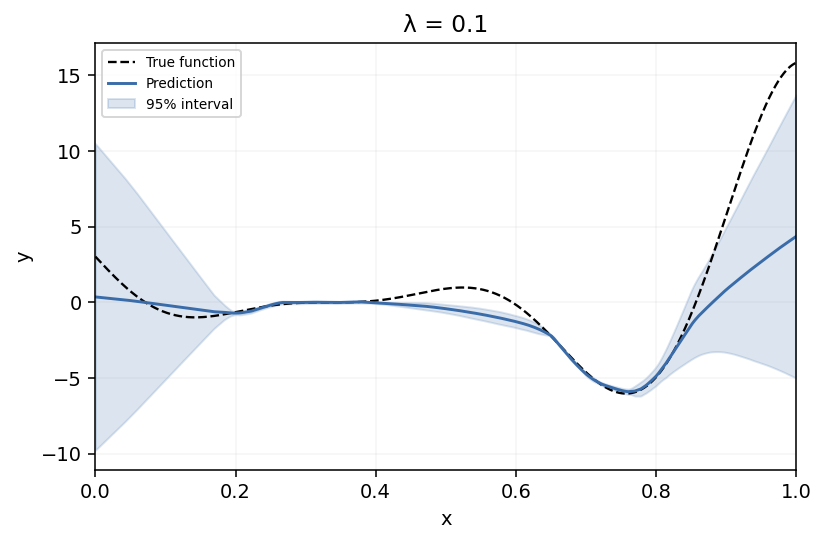 λ = 0.1
True function
Prediction
95% interval
15
10
5
0
−5
−10
y
0.0
0.2
0.4
0.6
0.8
1.0
x